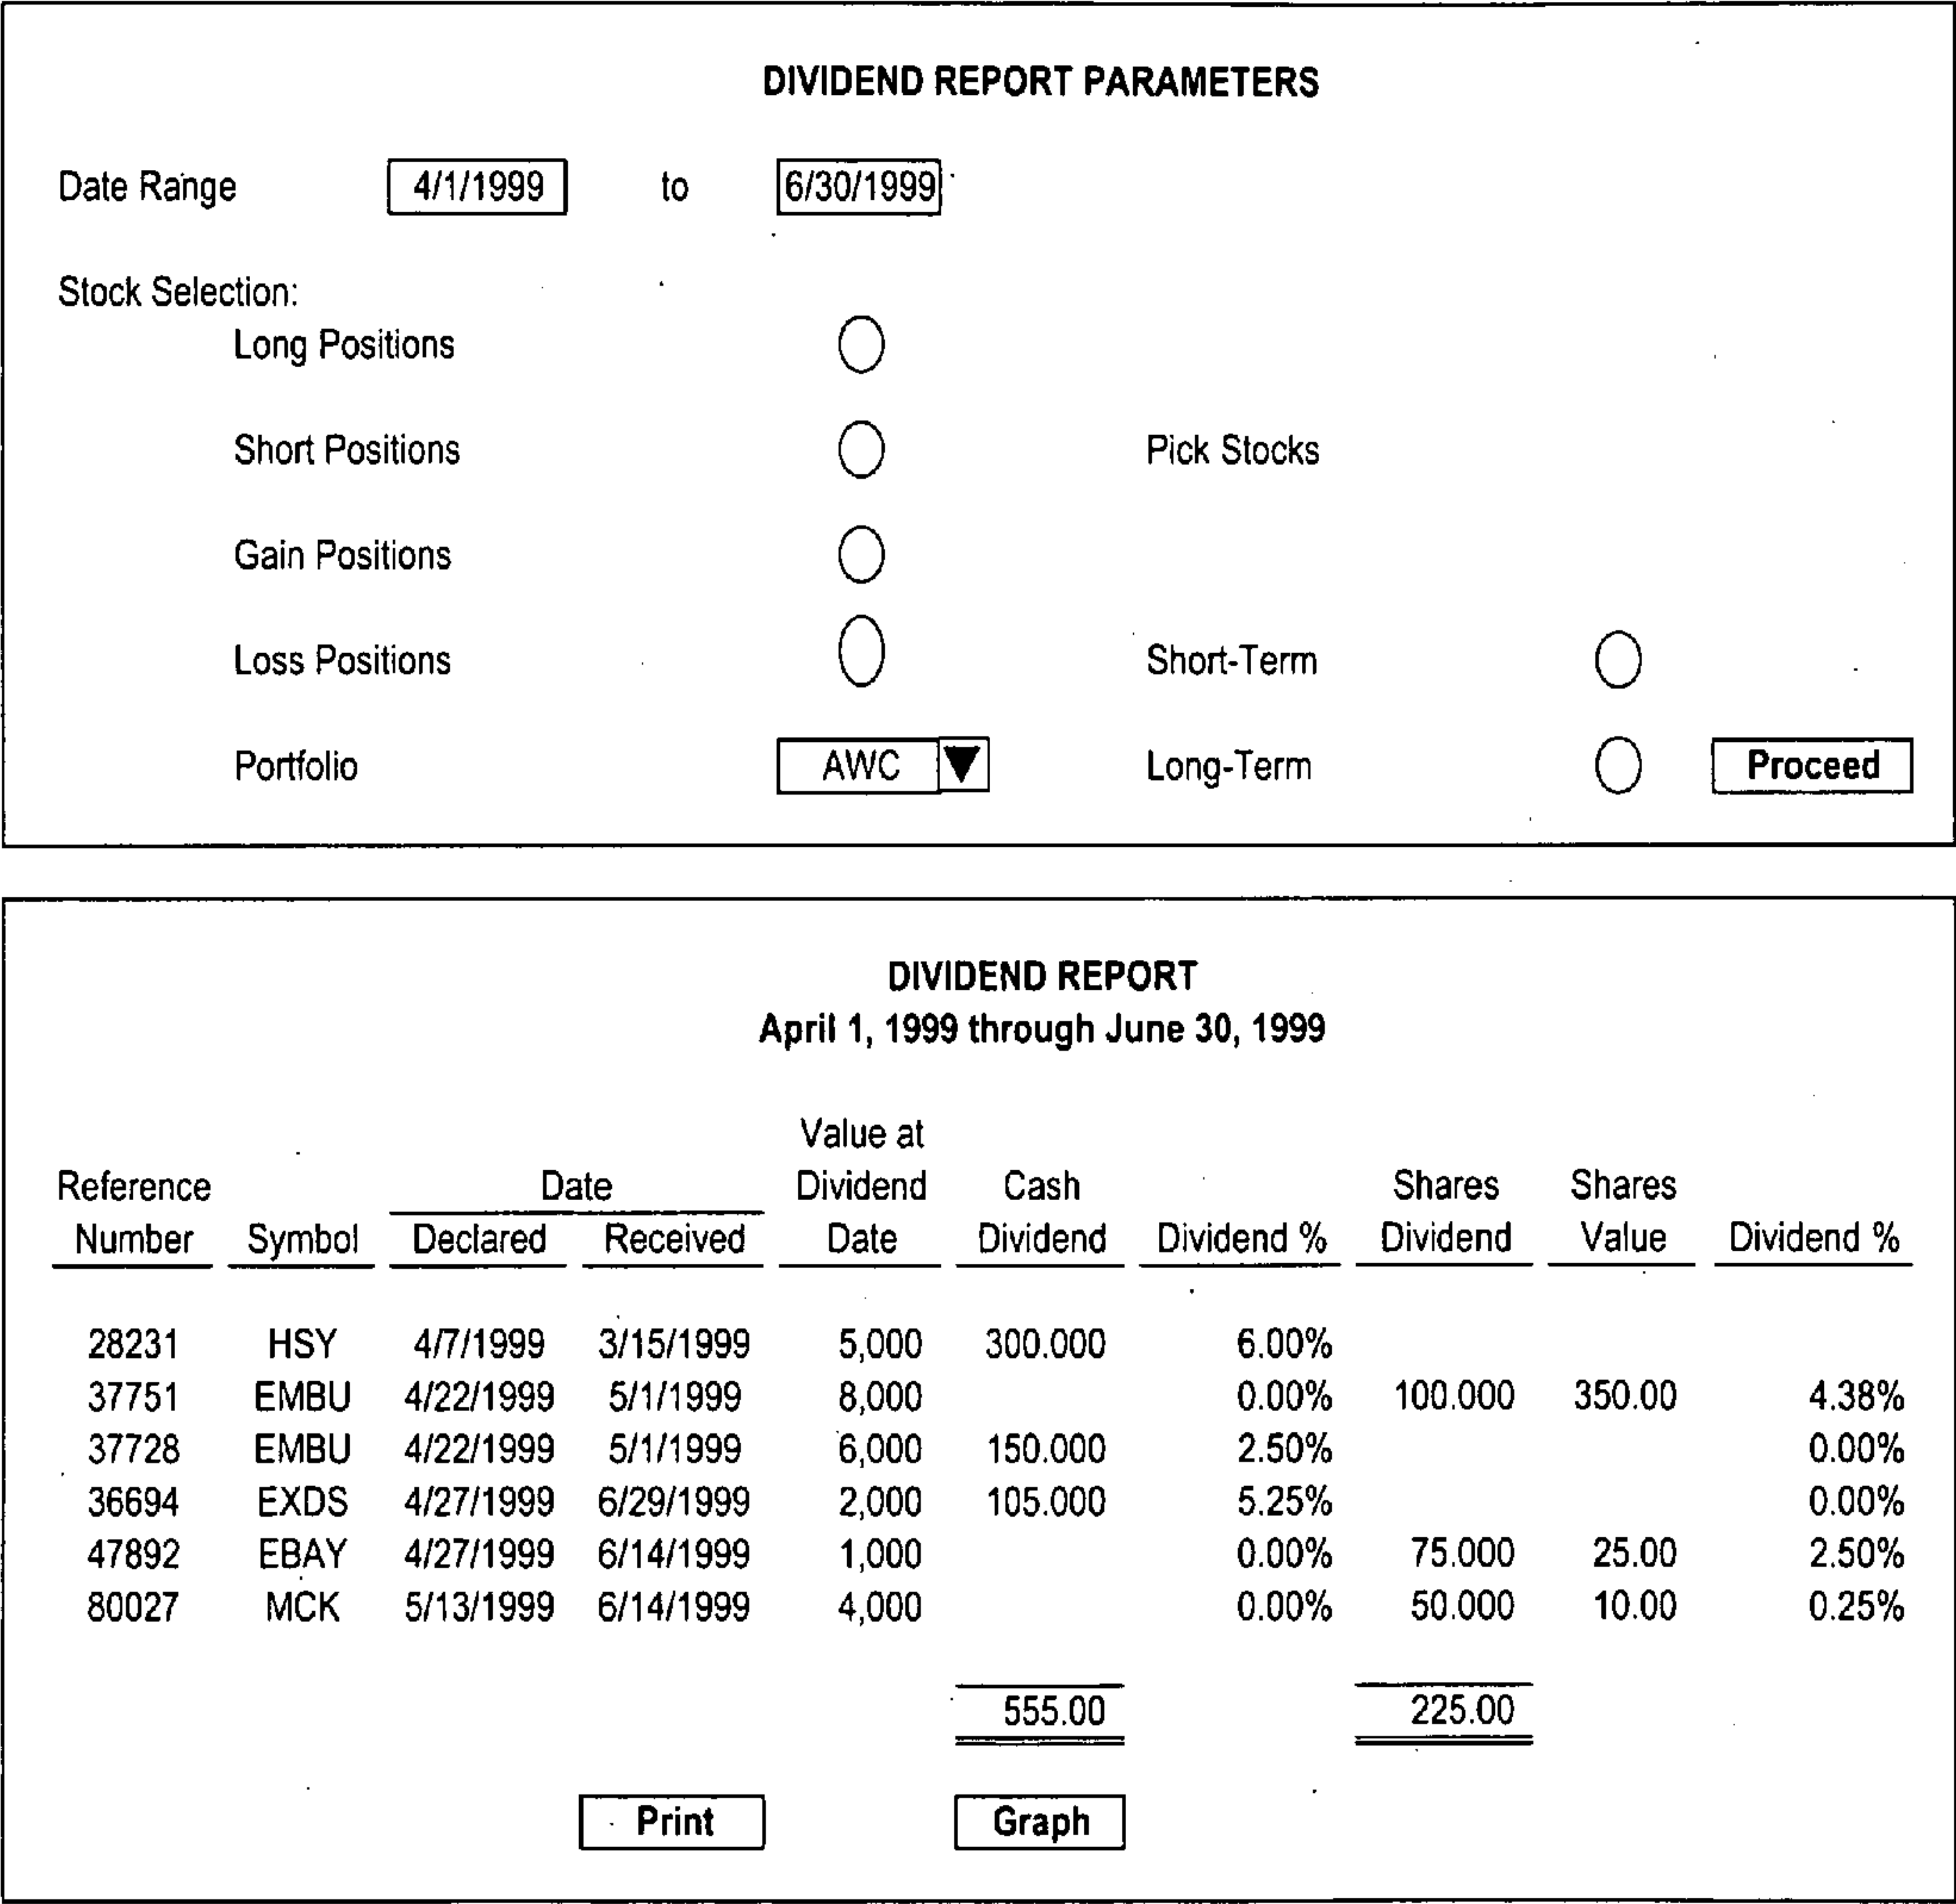 DIVIDEND REPORT PARAMETERS
Date Range 4/1/1999 to 6/30/1999
Stock Selection:
Long Positions
Short Positions Pick Stocks
Gain Positions
Loss Positions Short-Term
Portfolio AWC Long-Term Proceed
DIVIDEND REPORT
April 1, 1999 through June 30, 1999
Value at
Reference Date Dividend Cash Shares Shares
Number Symbol Declared Received Date Dividend Dividend % Dividend Value Dividend %
28231 HSY 4/7/1999 3/15/1999 5,000 300.000 6.00%
37751 EMBU 4/22/1999 5/1/1999 8,000 0.00% 100.000 350.00 4.38%
37728 EMBU 4/22/1999 5/1/1999 6,000 150.000 2.50% 0.00%
36694 EXDS 4/27/1999 6/29/1999 2,000 105.000 5.25% 0.00%
47892 EBAY 4/27/1999 6/14/1999 1,000 0.00% 75.000 25.00 2.50%
80027 MCK 5/13/1999 6/14/1999 4,000 0.00% 50.000 10.00 0.25%
555.00 225.00
Print Graph